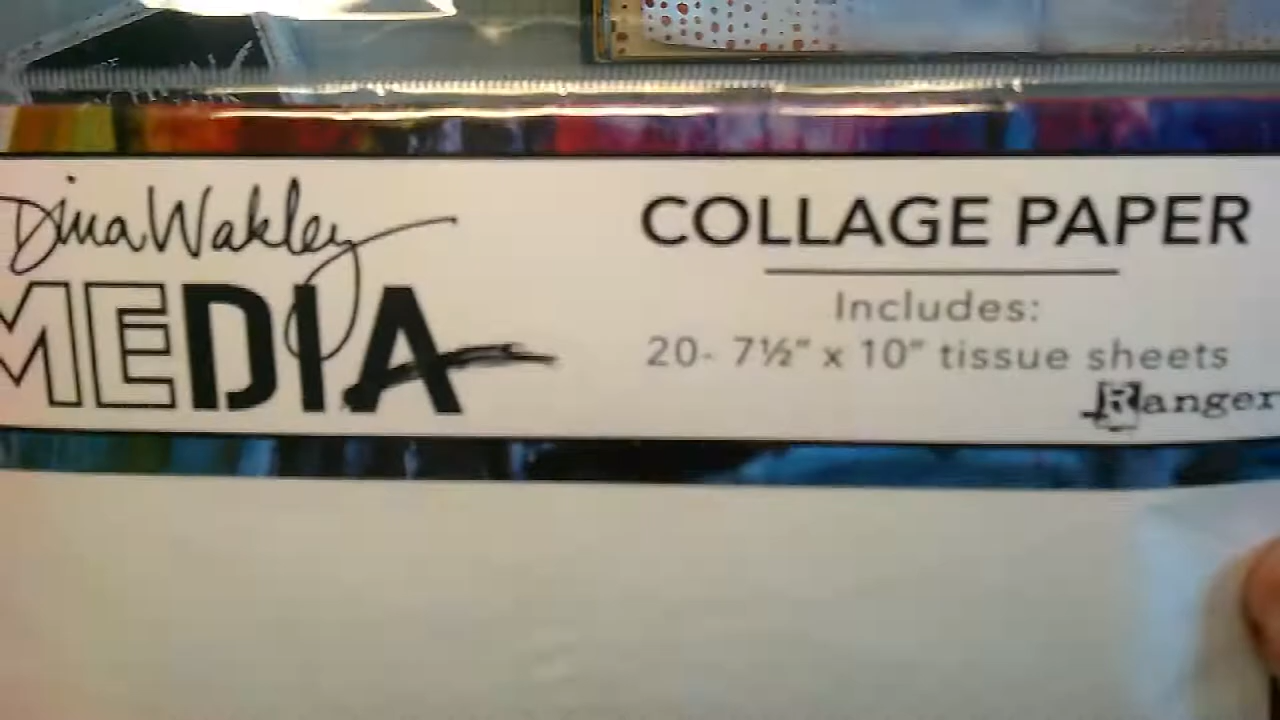 Dina Wakley
MEDIA
COLLAGE PAPER
Includes:
20- 7½" x 10" tissue sheets
Ranger